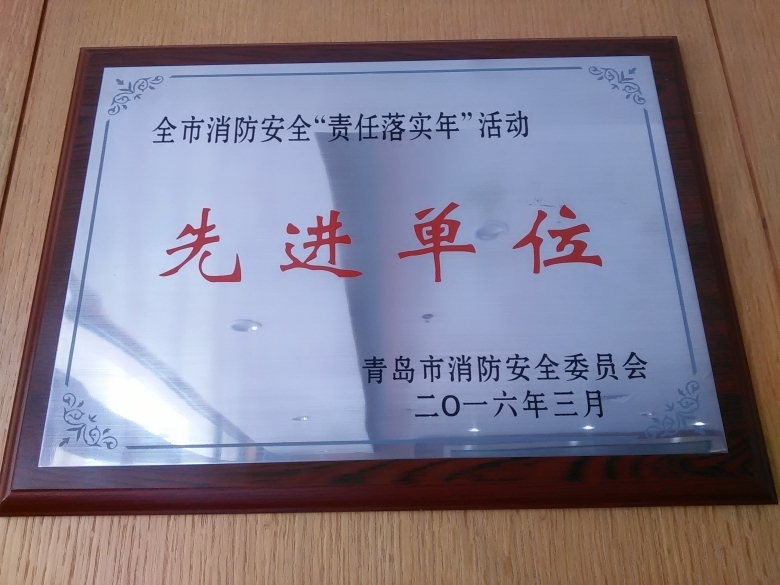 全市消防安全“责任落实年”活动
先进单位
青岛市消防安全委员会
二〇一六年三月